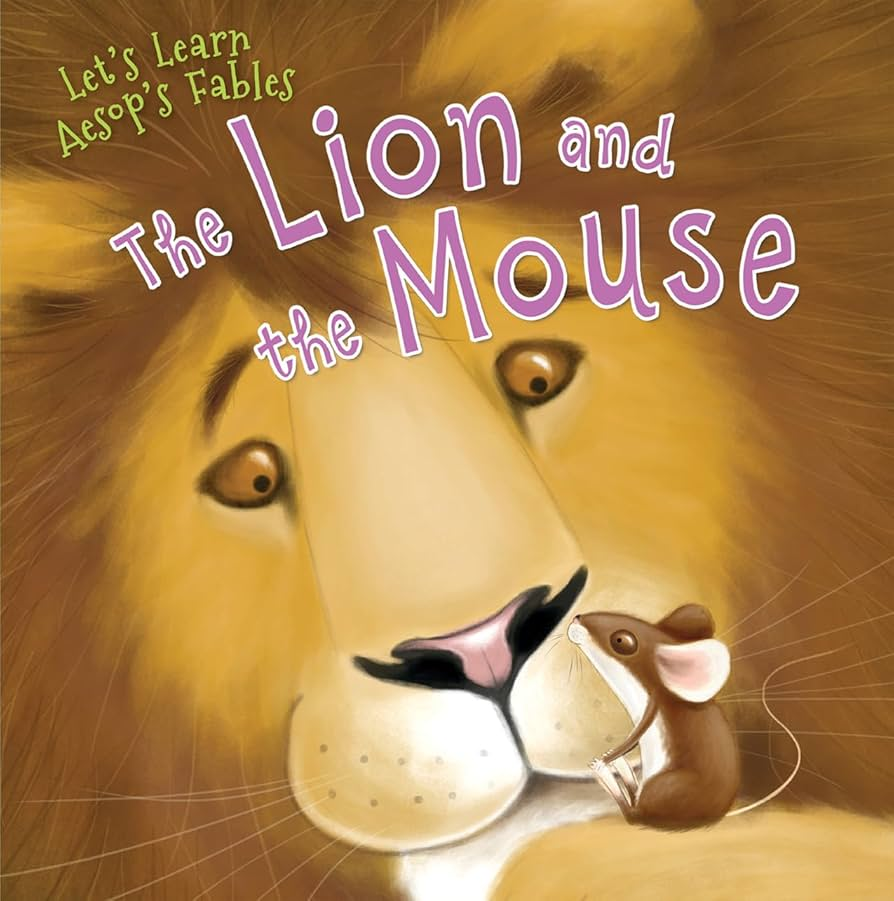 Let's Learn
Aesop's Fables
The Lion and
the Mouse